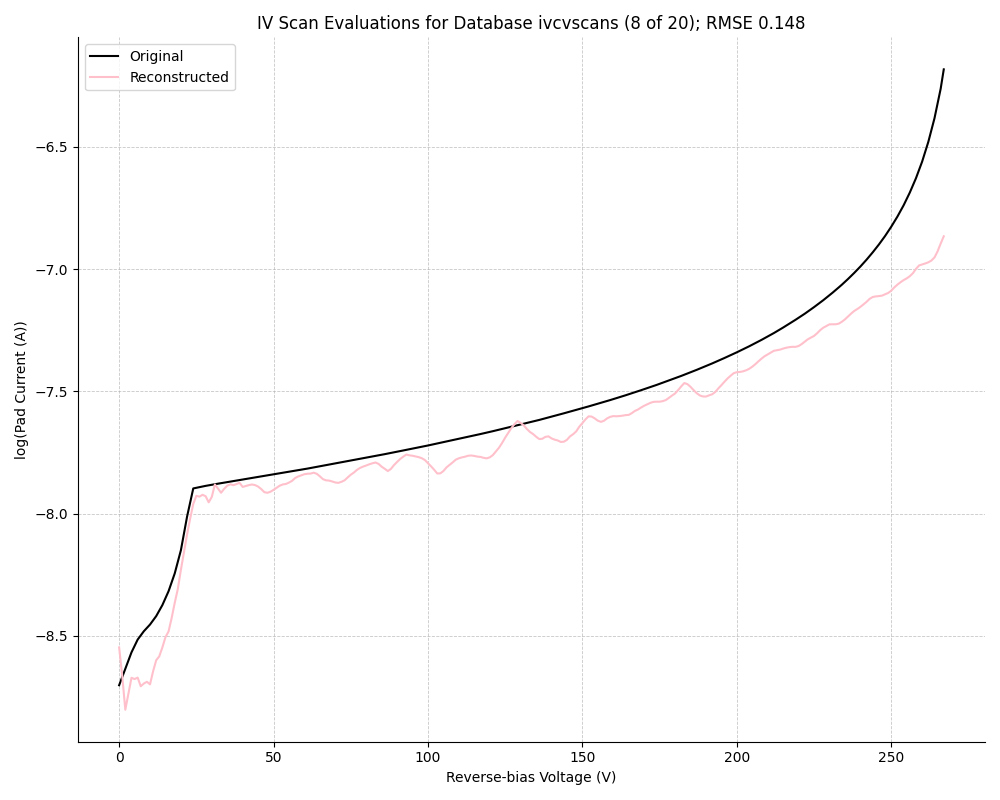 IV Scan Evaluations for Database ivcvscans (8 of 20); RMSE 0.148
Original
Reconstructed
−6.5
−7.0
−7.5
−8.0
−8.5
log(Pad Current (A))
0
50
100
150
200
250
Reverse-bias Voltage (V)